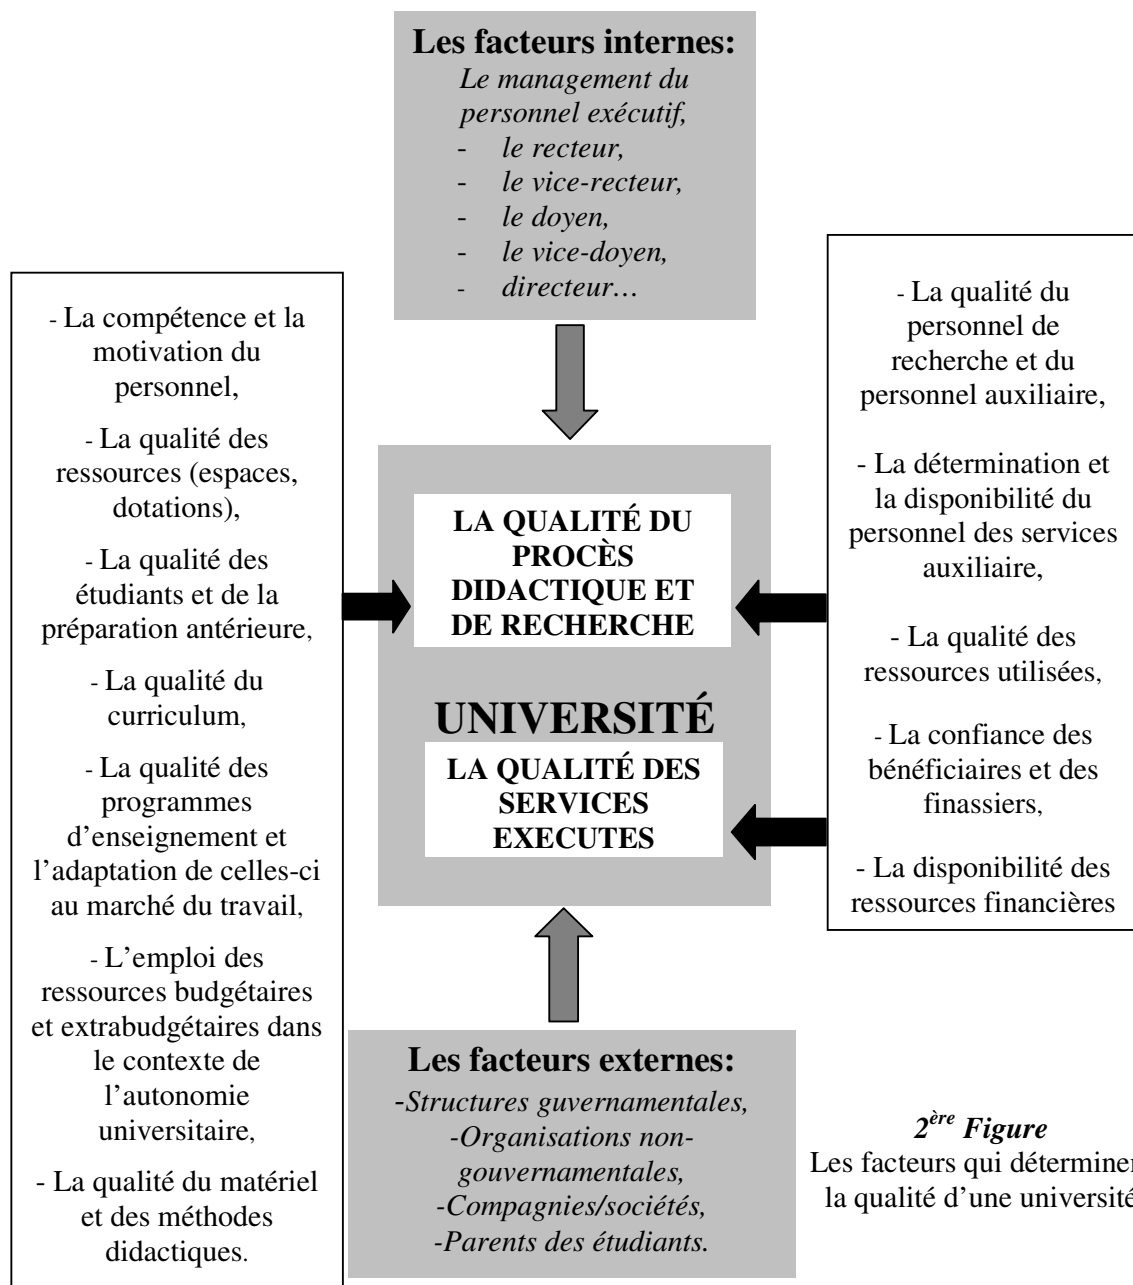 Les facteurs internes:
Le management du
personnel exécutif,
- le recteur,
- le vice-recteur,
- le doyen,
- le vice-doyen,
- directeur…
- La compétence et la
motivation du
personnel,
- La qualité des
ressources (espaces,
dotations),
- La qualité des
étudiants et de la
préparation antérieure,
- La qualité du
curriculum,
- La qualité des
programmes
d’enseignement et
l’adaptation de celles-ci
au marché du travail,
- L’emploi des
ressources budgétaires
et extrabudgétaires dans
le contexte de
l’autonomie
universitaire,
- La qualité du matériel
et des méthodes
didactiques.
LA QUALITÉ DU
PROCÈS
DIDACTIQUE ET
DE RECHERCHE
UNIVERSITÉ
LA QUALITÉ DES
SERVICES
EXECUTES
- La qualité du
personnel de
recherche et du
personnel auxiliaire,
- La détermination et
la disponibilité du
personnel des services
auxiliaire,
- La qualité des
ressources utilisées,
- La confiance des
bénéficiaires et des
finassiers,
- La disponibilité des
ressources financières
Les facteurs externes:
-Structures guvernamentales,
-Organisations non-
gouvernamentales,
-Compagnies/sociétés,
-Parents des étudiants.
2ère Figure
Les facteurs qui déterminen
la qualité d’une université